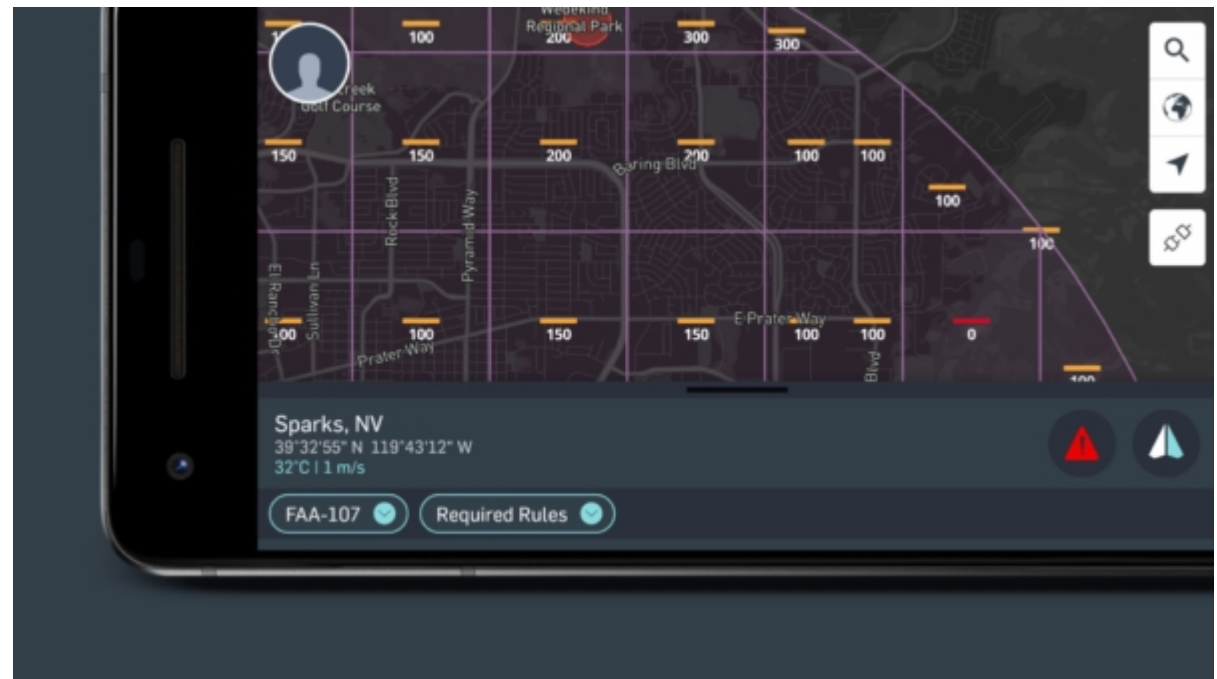 Wedekind
Regional Park
100
200
300
300
Creek
Golf Course
150
150
200
200
100
100
Baring Blvd
100
Rock Blvd
Pyramid Way
100
El Rancho Dr
Sullivan Ln
100
150
150
E Prater Way
100
100
0
Prater Way
Blvd
100
Sparks, NV
39°32'55" N 119°43'12" W
32°C | 1 m/s
FAA-107
Required Rules